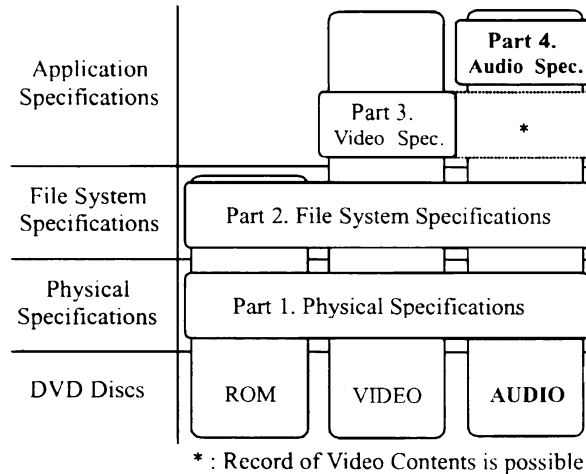 Application
Specifications
Part 4.
Audio Spec.
Part 3.
Video Spec.
*
File System
Specifications
Part 2. File System Specifications
Physical
Specifications
Part 1. Physical Specifications
DVD Discs
ROM
VIDEO
AUDIO
* : Record of Video Contents is possible